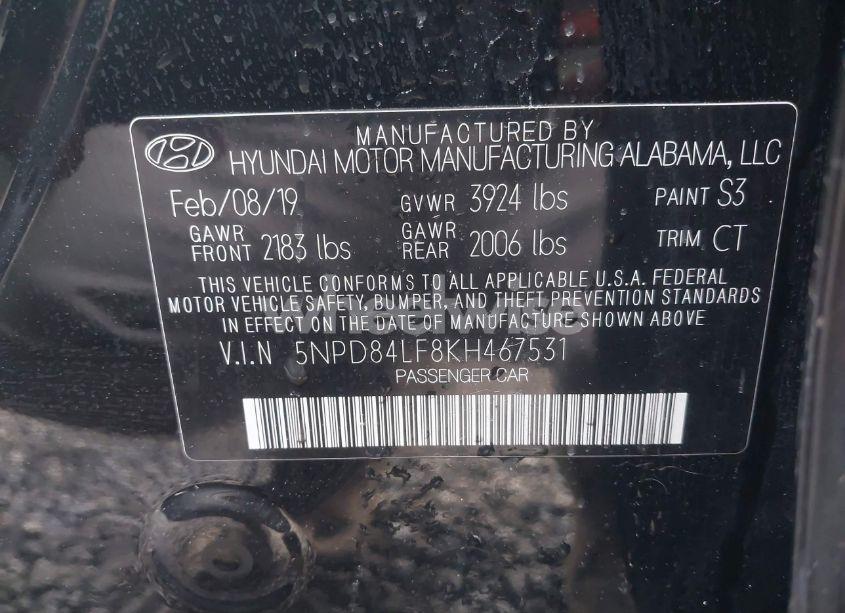 MANUFACTURED BY
HYUNDAI MOTOR MANUFACTURING ALABAMA, LLC
Feb/08/19 GVWR 3924 lbs PAINT S3
GAWR FRONT 2183 lbs GAWR REAR 2006 lbs TRIM CT
THIS VEHICLE CONFORMS TO ALL APPLICABLE U.S.A. FEDERAL
MOTOR VEHICLE SAFETY, BUMPER, AND THEFT PREVENTION STANDARDS
IN EFFECT ON THE DATE OF MANUFACTURE SHOWN ABOVE
V.I.N 5NPD84LF8KH467531
PASSENGER CAR